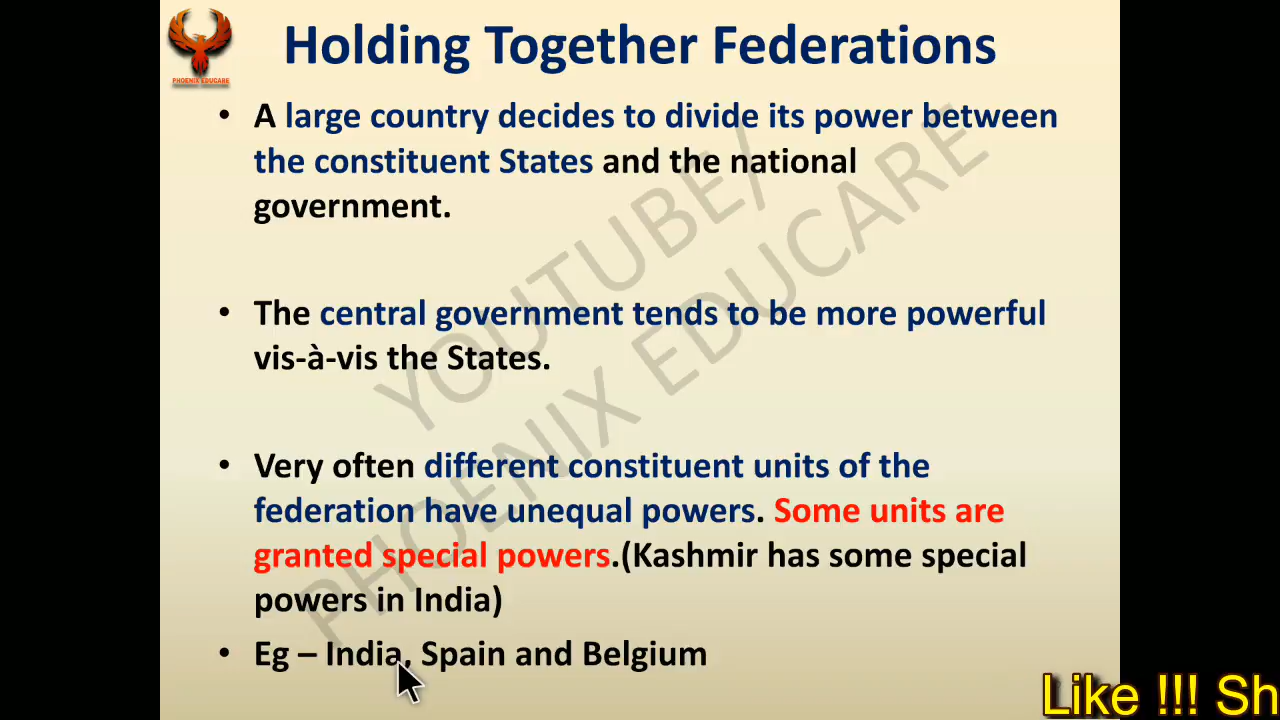 Holding Together Federations
PHOENIX EDUCARE
• A large country decides to divide its power between
the constituent States and the national
government.
• The central government tends to be more powerful
vis-à-vis the States.
• Very often different constituent units of the
federation have unequal powers. Some units are
granted special powers.(Kashmir has some special
powers in India)
• Eg – India, Spain and Belgium
YOUTUBE/
PHOENIX EDUCARE
Like !!! Sh